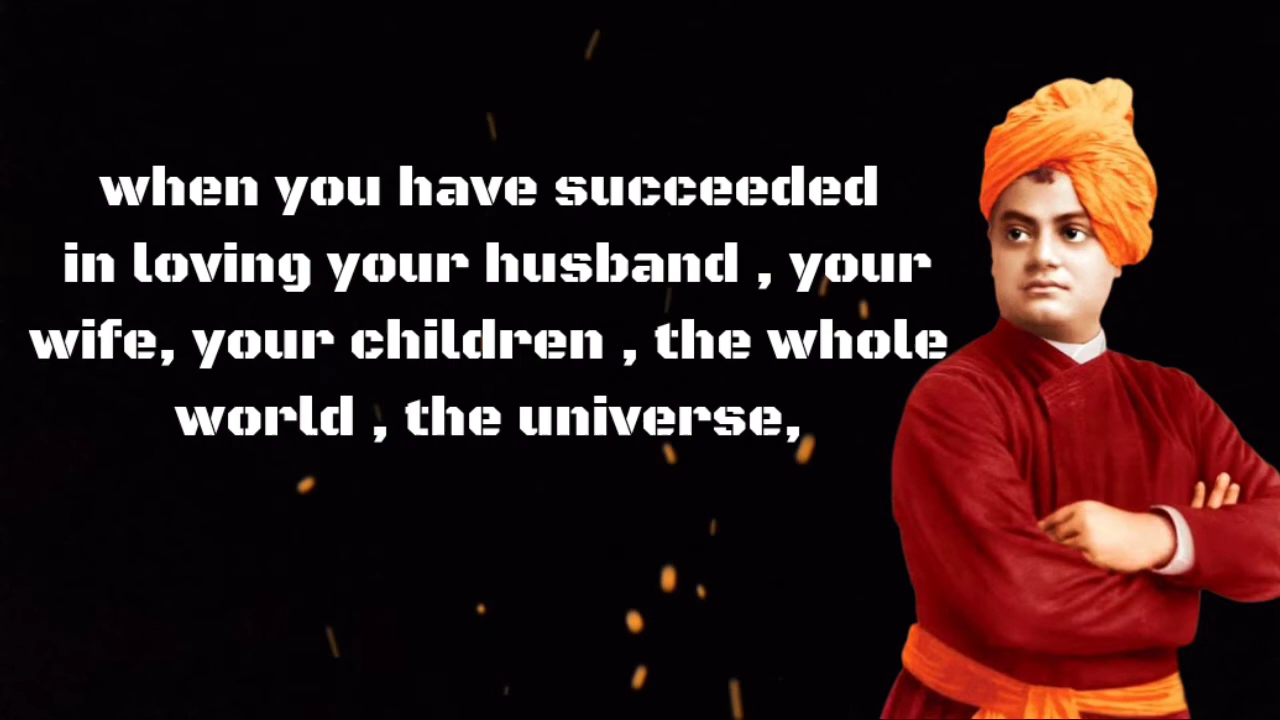 when you have succeeded
in loving your husband , your
wife, your children , the whole
world , the universe,